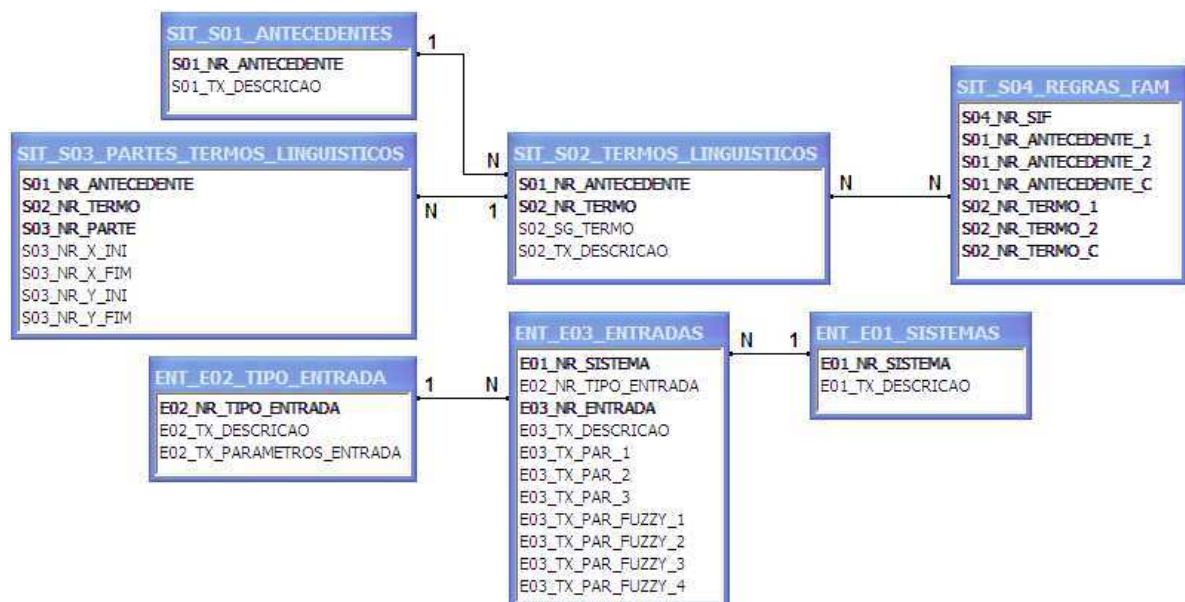 SIT_S01_ANTECEDENTES
S01_NR_ANTECEDENTE
S01_TX_DESCRICAO
1
SIT_S03_PARTES_TERMOS_LINGUISTICOS
S01_NR_ANTECEDENTE
S02_NR_TERMO
S03_NR_PARTE
S03_NR_X_INI
S03_NR_X_FIM
S03_NR_Y_INI
S03_NR_Y_FIM
N
N
1
SIT_S02_TERMOS_LINGUISTICOS
S01_NR_ANTECEDENTE
S02_NR_TERMO
S02_SG_TERMO
S02_TX_DESCRICAO
N
N
SIT_S04_REGRAS_FAM
S04_NR_SIF
S01_NR_ANTECEDENTE_1
S01_NR_ANTECEDENTE_2
S01_NR_ANTECEDENTE_C
S02_NR_TERMO_1
S02_NR_TERMO_2
S02_NR_TERMO_C
ENT_E02_TIPO_ENTRADA
E02_NR_TIPO_ENTRADA
E02_TX_DESCRICAO
E02_TX_PARAMETROS_ENTRADA
1
N
ENT_E03_ENTRADAS
E01_NR_SISTEMA
E02_NR_TIPO_ENTRADA
E03_NR_ENTRADA
E03_TX_DESCRICAO
E03_TX_PAR_1
E03_TX_PAR_2
E03_TX_PAR_3
E03_TX_PAR_FUZZY_1
E03_TX_PAR_FUZZY_2
E03_TX_PAR_FUZZY_3
E03_TX_PAR_FUZZY_4
N
1
ENT_E01_SISTEMAS
E01_NR_SISTEMA
E01_TX_DESCRICAO